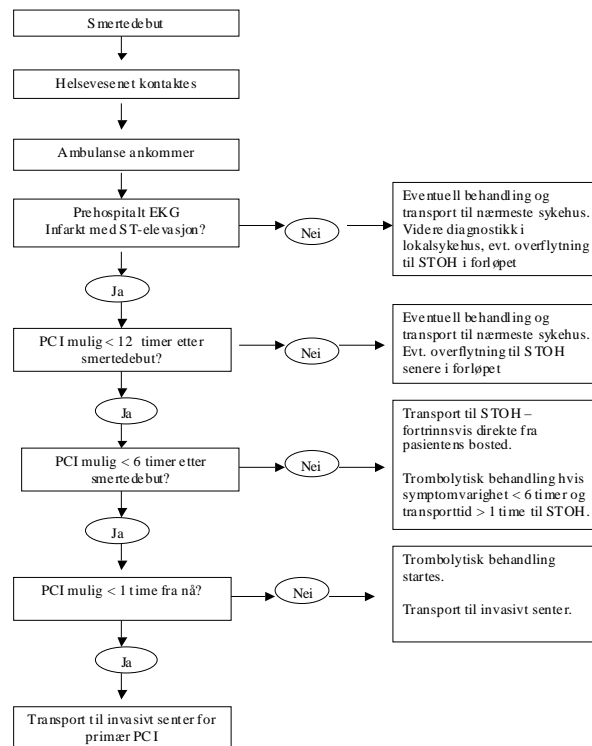 Smertedebut
Helsevesenet kontaktes
Ambulanse ankommer
Prehospitalt EKG
Infarkt med ST-elevasjon?
Nei
Eventuell behandling og
transport til nærmeste sykehus.
Videre diagnostikk i
lokalsykehus, evt. overflytning
til STOH i forløpet
Ja
PCI mulig < 12 timer etter
smertedebut?
Nei
Eventuell behandling og
transport til nærmeste sykehus.
Evt. overflytning til STOH
senere i forløpet
Ja
PCI mulig < 6 timer etter
smertedebut?
Nei
Transport til STOH –
fortrinnsvis direkte fra
pasientens bosted.
Trombolytisk behandling hvis
symptomvarighet < 6 timer og
transporttid > 1 time til STOH.
Ja
PCI mulig < 1 time fra nå?
Nei
Trombolytisk behandling
startes.
Transport til invasivt senter.
Ja
Transport til invasivt senter for
primær PCI